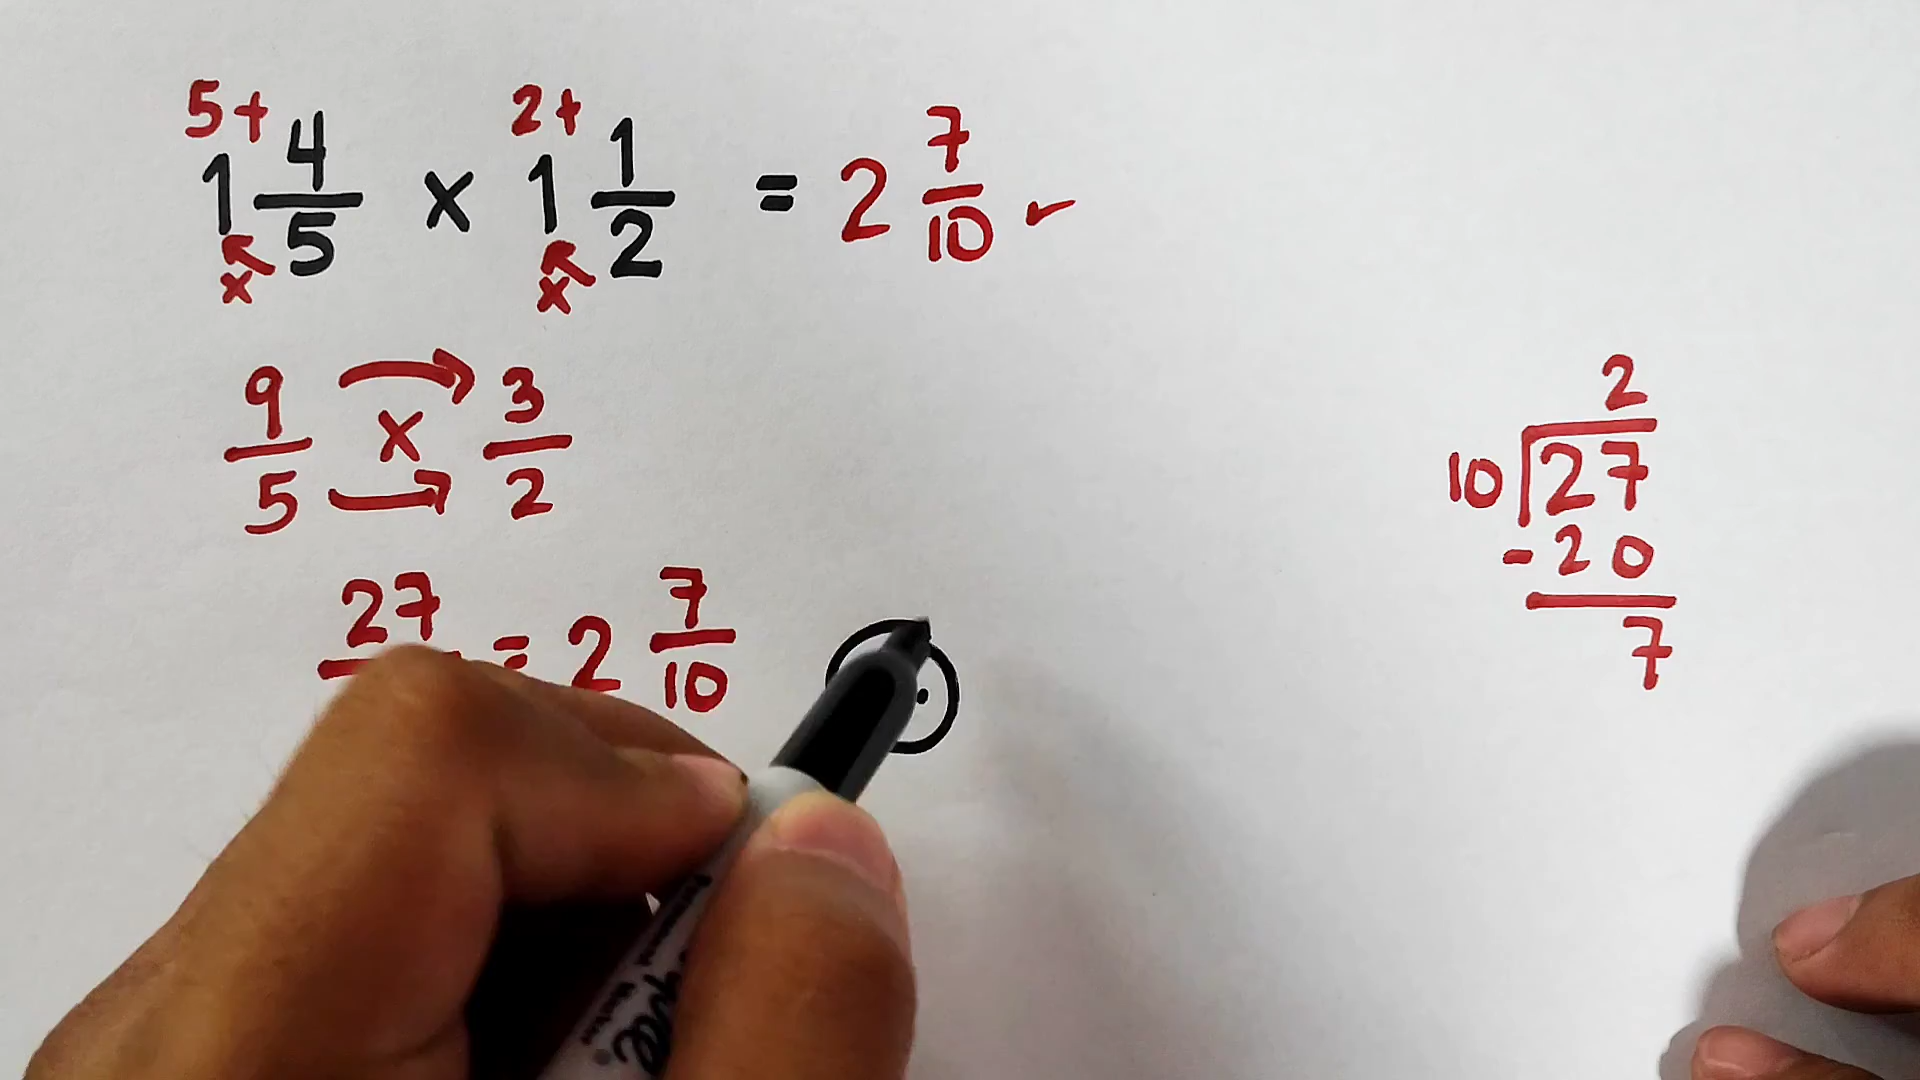 5+ 2+
1 4/5 x 1 1/2 = 2 7/10 ✓
x x
9/5 x 3/2
27 = 2 7/10
2
10 27
-20
7